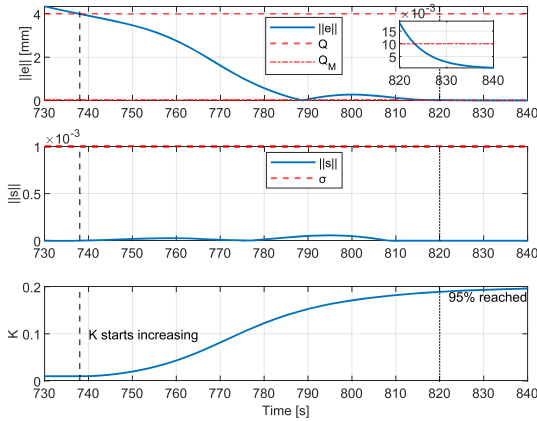 ||e|| [mm]
4
2
0
730 740 750 760 770 780 790 800 810 820 830 840
||e||
Q
Q_M
×10^-3
15
10
5
820 830 840
||s||
×10^-3
1
0.5
0
730 740 750 760 770 780 790 800 810 820 830 840
||s||
σ
K
0.2
0.1
0
K starts increasing
95% reached
730 740 750 760 770 780 790 800 810 820 830 840
Time [s]